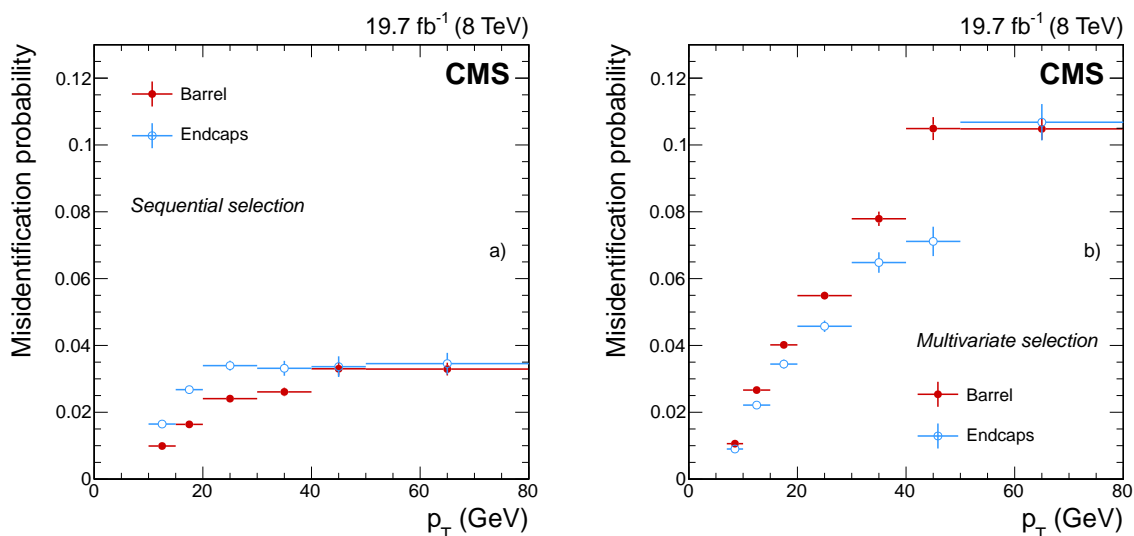 19.7 fb⁻¹ (8 TeV)
Misidentification probability
0.12
0.1
0.08
0.06
0.04
0.02
0
CMS
Barrel
Endcaps
Sequential selection
a)
0 20 40 60 80
p_T (GeV)
19.7 fb⁻¹ (8 TeV)
Misidentification probability
0.12
0.1
0.08
0.06
0.04
0.02
0
CMS
b)
Multivariate selection
Barrel
Endcaps
0 20 40 60 80
p_T (GeV)